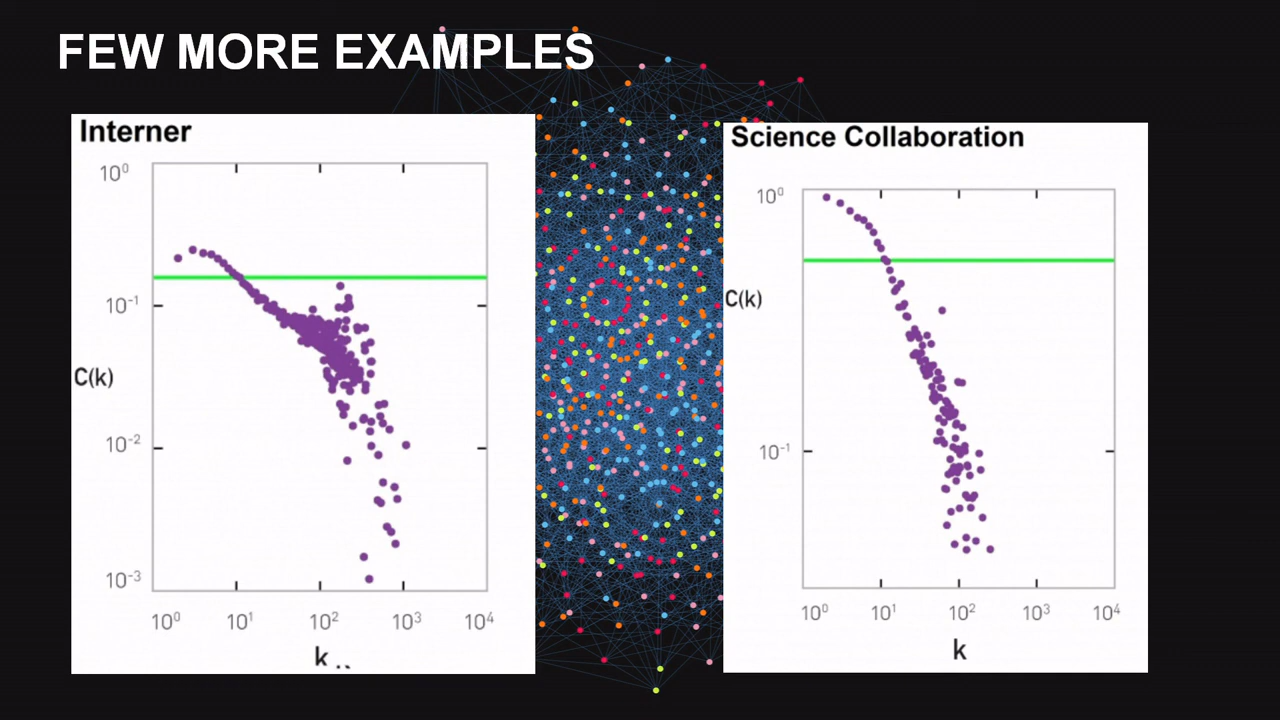 FEW MORE EXAMPLES
Interner
10⁰
10⁻¹
C(k)
10⁻²
10⁻³
10⁰ 10¹ 10² 10³ 10⁴
k
Science Collaboration
10⁰
C(k)
10⁻¹
10⁰ 10¹ 10² 10³ 10⁴
k